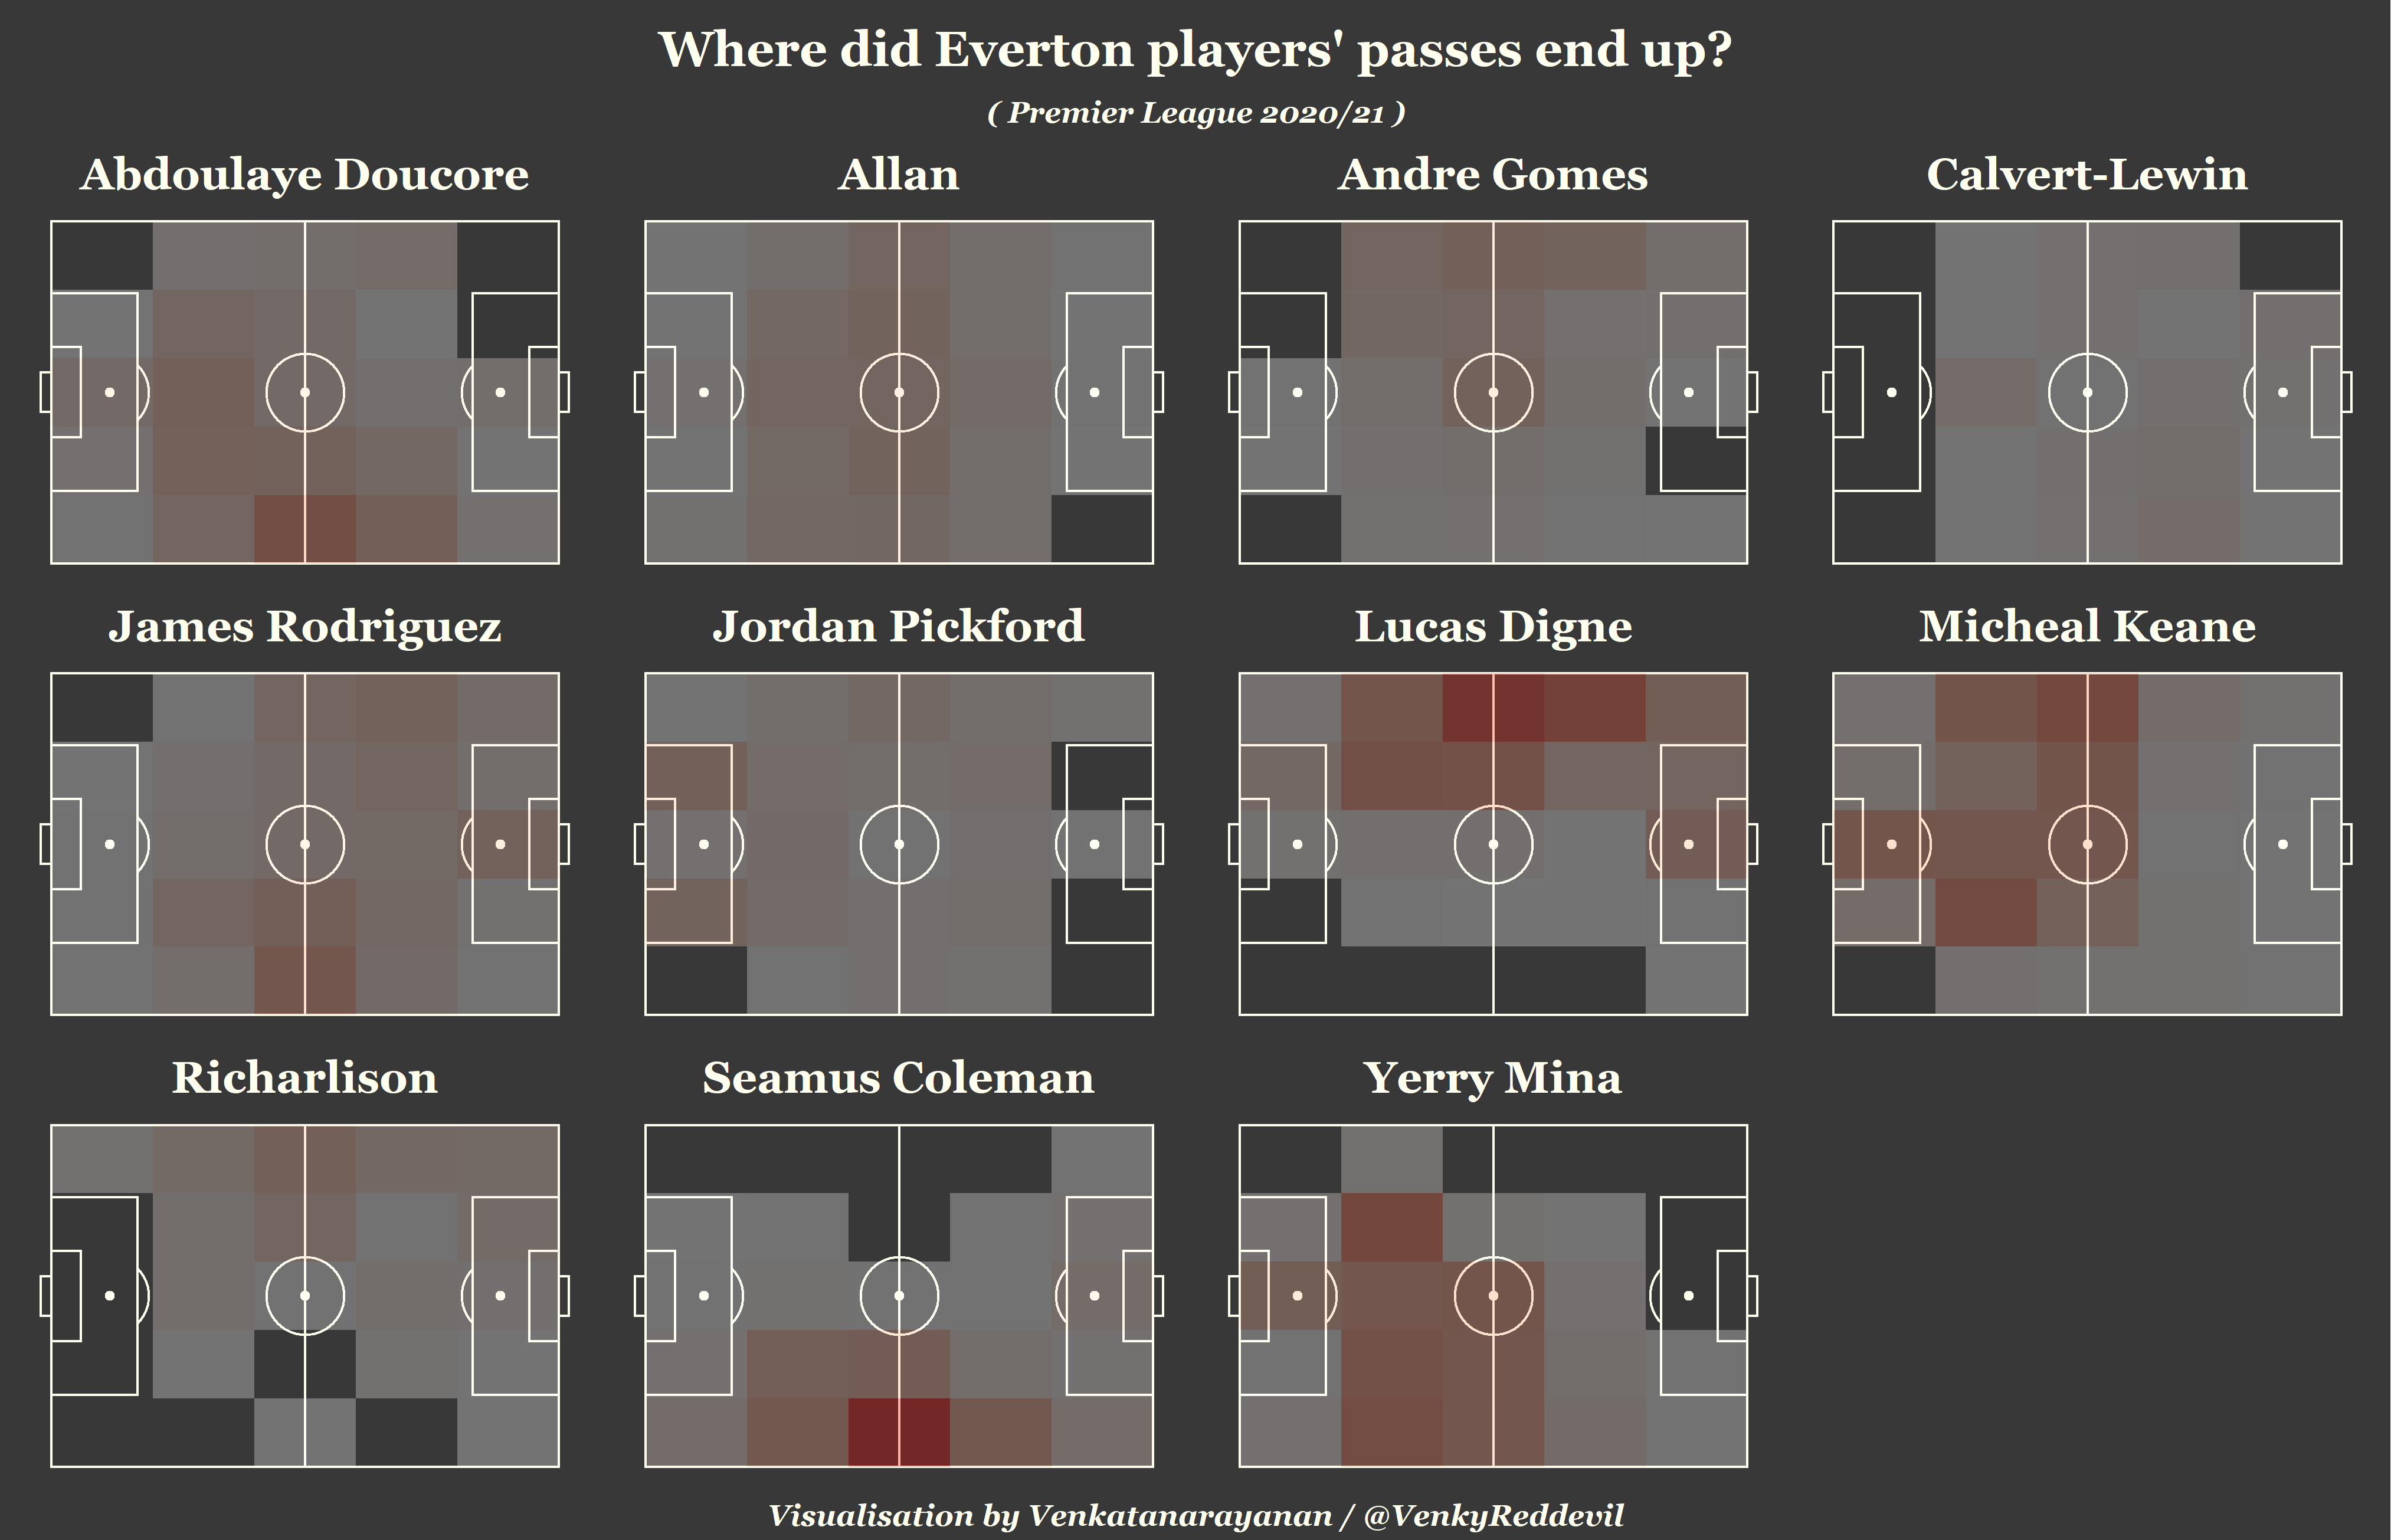 Where did Everton players' passes end up?
( Premier League 2020/21 )
Abdoulaye Doucore
Allan
Andre Gomes
Calvert-Lewin
James Rodriguez
Jordan Pickford
Lucas Digne
Micheal Keane
Richarlison
Seamus Coleman
Yerry Mina
Visualisation by Venkatanarayanan / @VenkyReddevil